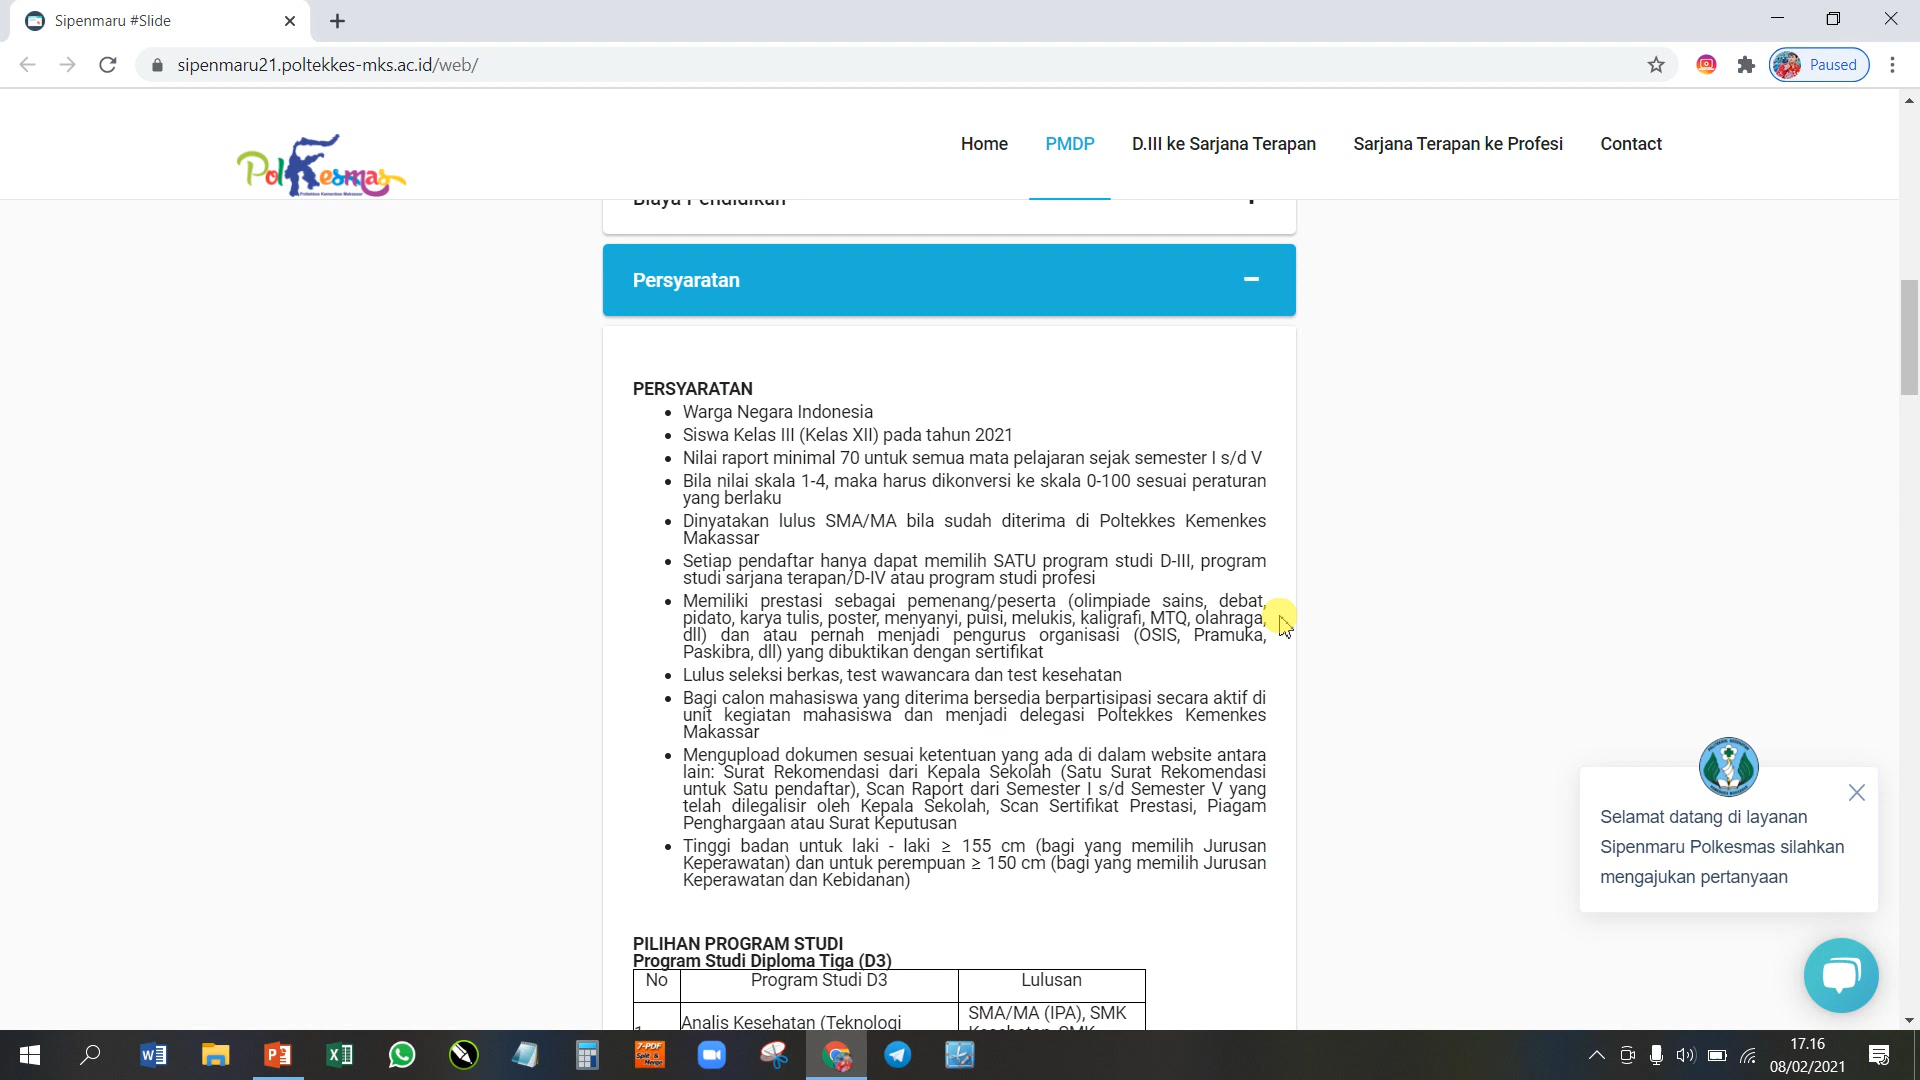 Sipenmaru #Slide
sipenmaru21.poltekkes-mks.ac.id/web/
Paused
PolKesmas
Home
PMDP
D.III ke Sarjana Terapan
Sarjana Terapan ke Profesi
Contact
Biaya Pendidikan
Persyaratan
PERSYARATAN
• Warga Negara Indonesia
• Siswa Kelas III (Kelas XII) pada tahun 2021
• Nilai raport minimal 70 untuk semua mata pelajaran sejak semester I s/d V
• Bila nilai skala 1-4, maka harus dikonversi ke skala 0-100 sesuai peraturan
yang berlaku
• Dinyatakan lulus SMA/MA bila sudah diterima di Poltekkes Kemenkes
Makassar
• Setiap pendaftar hanya dapat memilih SATU program studi D-III, program
studi sarjana terapan/D-IV atau program studi profesi
• Memiliki prestasi sebagai pemenang/peserta (olimpiade sains, debat,
pidato, karya tulis, poster, menyanyi, puisi, melukis, kaligrafi, MTQ, olahraga,
dll) dan atau pernah menjadi pengurus organisasi (OSIS, Pramuka,
Paskibra, dll) yang dibuktikan dengan sertifikat
• Lulus seleksi berkas, test wawancara dan test kesehatan
• Bagi calon mahasiswa yang diterima bersedia berpartisipasi secara aktif di
unit kegiatan mahasiswa dan menjadi delegasi Poltekkes Kemenkes
Makassar
• Mengupload dokumen sesuai ketentuan yang ada di dalam website antara
lain: Surat Rekomendasi dari Kepala Sekolah (Satu Surat Rekomendasi
untuk Satu pendaftar), Scan Raport dari Semester I s/d Semester V yang
telah dilegalisir oleh Kepala Sekolah, Scan Sertifikat Prestasi, Piagam
Penghargaan atau Surat Keputusan
• Tinggi badan untuk laki - laki ≥ 155 cm (bagi yang memilih Jurusan
Keperawatan) dan untuk perempuan ≥ 150 cm (bagi yang memilih Jurusan
Keperawatan dan Kebidanan)
PILIHAN PROGRAM STUDI
Program Studi Diploma Tiga (D3)
No Program Studi D3 Lulusan
SMA/MA (IPA), SMK
1 Analis Kesehatan (Teknologi
Kesehatan, SMK
Selamat datang di layanan
Sipenmaru Polkesmas silahkan
mengajukan pertanyaan
7-PDF
Split &
Merge
17.16
08/02/2021